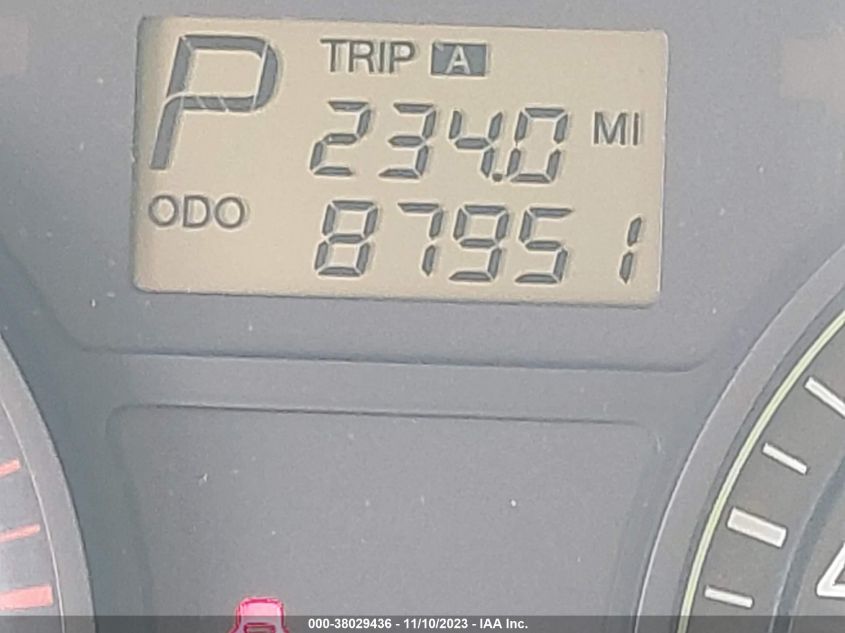 P TRIP A
234.0 MI
ODO 87951
000-38029436 - 11/10/2023 - IAA Inc.